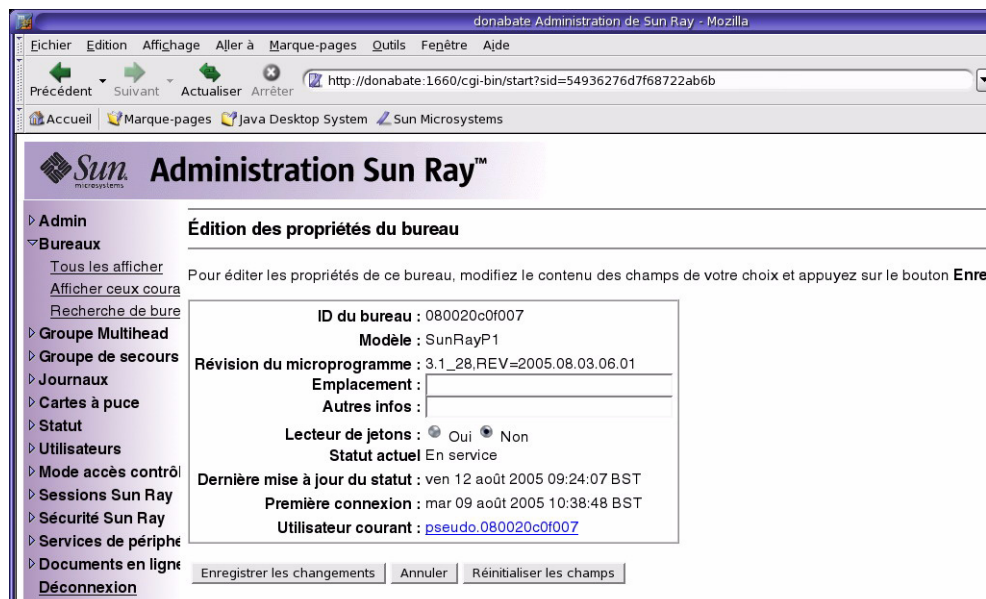 donabate Administration de Sun Ray - Mozilla
Fichier Edition Affichage Aller à Marque-pages Outils Fenêtre Aide
Précédent Suivant Actualiser Arrêter http://donabate:1660/cgi-bin/start?sid=54936276d7f68722ab6b
Accueil Marque-pages Java Desktop System Sun Microsystems
Sun microsystems Administration Sun Ray™
Admin
Bureaux
Tous les afficher
Afficher ceux coura
Recherche de bure
Groupe Multihead
Groupe de secours
Journaux
Cartes à puce
Statut
Utilisateurs
Mode accès contrôl
Sessions Sun Ray
Sécurité Sun Ray
Services de périphé
Documents en ligne
Déconnexion
Édition des propriétés du bureau
Pour éditer les propriétés de ce bureau, modifiez le contenu des champs de votre choix et appuyez sur le bouton Enre
ID du bureau : 080020c0f007
Modèle : SunRayP1
Révision du microprogramme : 3.1_28,REV=2005.08.03.06.01
Emplacement :
Autres infos :
Lecteur de jetons : Oui Non
Statut actuel En service
Dernière mise à jour du statut : ven 12 août 2005 09:24:07 BST
Première connexion : mar 09 août 2005 10:38:48 BST
Utilisateur courant : pseudo.080020c0f007
Enregistrer les changements Annuler Réinitialiser les champs